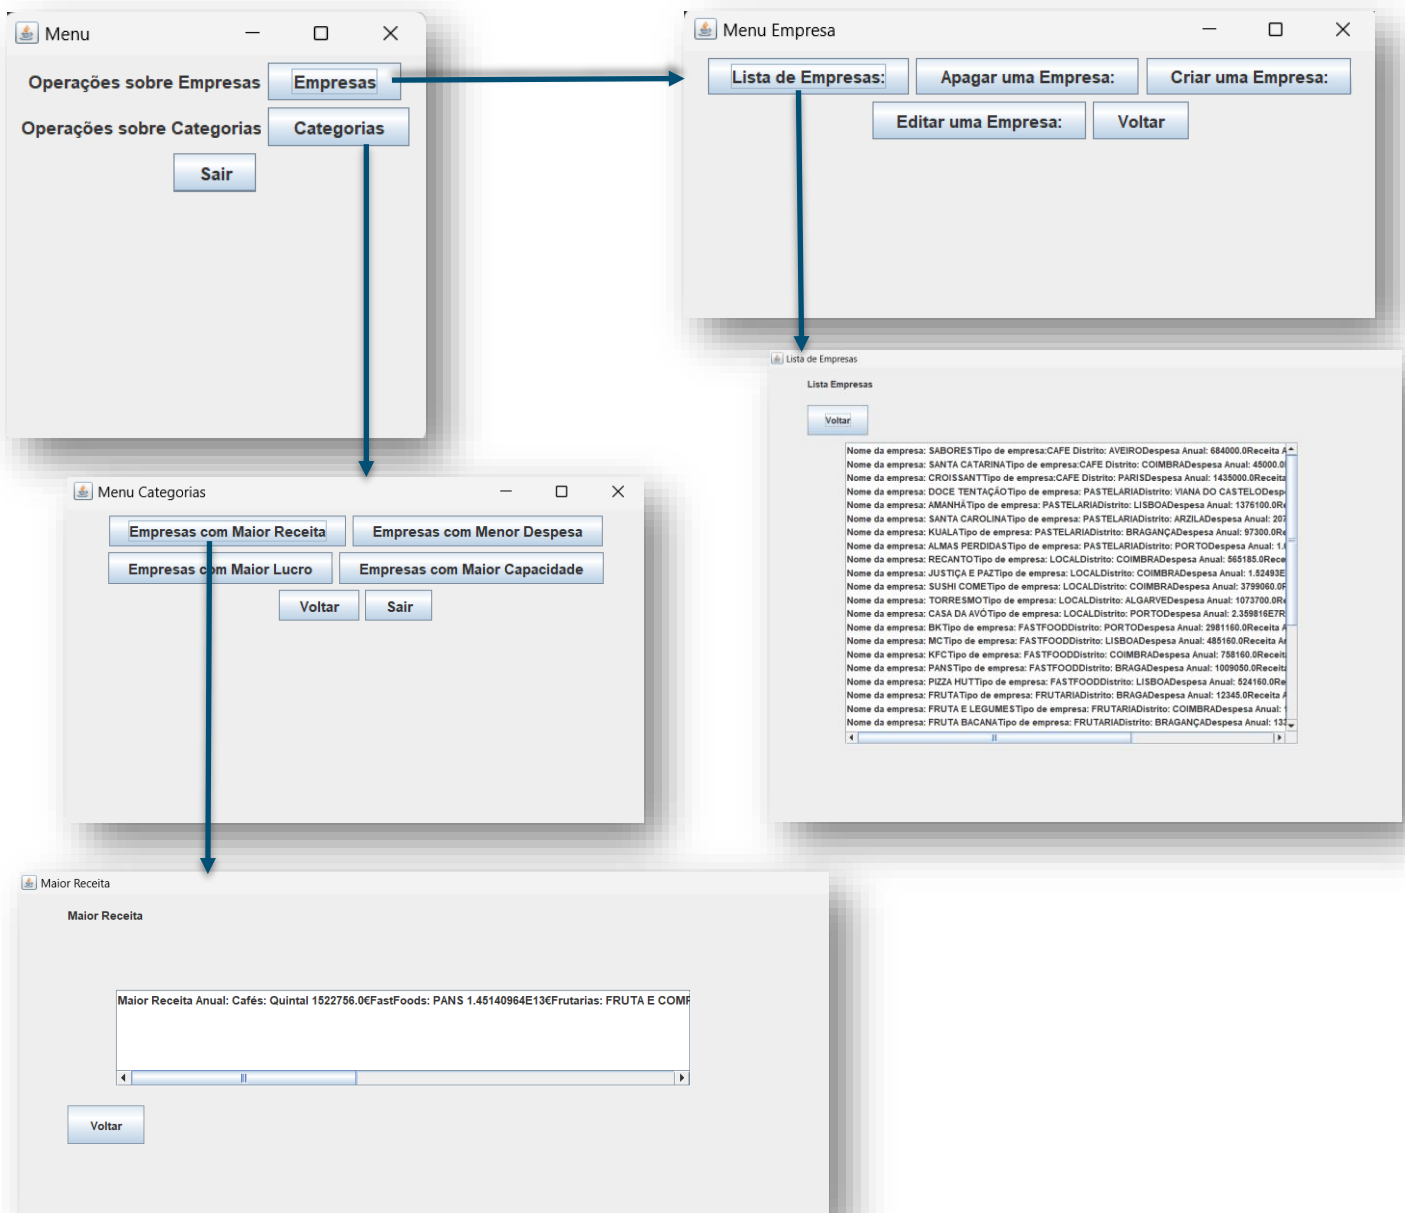 Menu
Operações sobre Empresas Empresas
Operações sobre Categorias Categorias
Sair
Menu Empresa
Lista de Empresas: Apagar uma Empresa: Criar uma Empresa:
Editar uma Empresa: Voltar
Lista de Empresas
Lista Empresas
Voltar
Nome da empresa: SABORESTipo de empresa:CAFE Distrito: AVEIRODespesa Anual: 684000.0Receita A
Nome da empresa: SANTA CATARINATipo de empresa:CAFE Distrito: COIMBRADespesa Anual: 45000.0
Nome da empresa: CROISSANTTipo de empresa:CAFE Distrito: PARISDespesa Anual: 1435000.0Receita
Nome da empresa: DOCE TENTAÇÃOTipo de empresa: PASTELARIADistrito: VIANA DO CASTELODesp
Nome da empresa: AMANHÃTipo de empresa: PASTELARIADistrito: LISBOADespesa Anual: 1376100.0Re
Nome da empresa: SANTA CAROLINATipo de empresa: PASTELARIADistrito: ARZILADespesa Anual: 207
Nome da empresa: KUALATipo de empresa: PASTELARIADistrito: BRAGANÇADespesa Anual: 97300.0Re
Nome da empresa: ALMAS PERDIDASTipo de empresa: PASTELARIADistrito: PORTODespesa Anual: 1.
Nome da empresa: RECANTOTipo de empresa: LOCALDistrito: COIMBRADespesa Anual: 565185.0Rece
Nome da empresa: JUSTIÇA E PAZTipo de empresa: LOCALDistrito: COIMBRADespesa Anual: 1.52493E
Nome da empresa: SUSHI COMETipo de empresa: LOCALDistrito: COIMBRADespesa Anual: 3799060.0
Nome da empresa: TORRESMOTipo de empresa: LOCALDistrito: ALGARVEDespesa Anual: 1073700.0Re
Nome da empresa: CASA DA AVÓTipo de empresa: LOCALDistrito: PORTODespesa Anual: 2.359816E7R
Nome da empresa: BKTipo de empresa: FASTFOODDistrito: PORTODespesa Anual: 2981160.0Receita A
Nome da empresa: MCTipo de empresa: FASTFOODDistrito: LISBOADespesa Anual: 485160.0Receita A
Nome da empresa: KFCTipo de empresa: FASTFOODDistrito: COIMBRADespesa Anual: 758160.0Receit
Nome da empresa: PANSTipo de empresa: FASTFOODDistrito: BRAGADespesa Anual: 1009050.0Receita
Nome da empresa: PIZZA HUTTipo de empresa: FASTFOODDistrito: LISBOADespesa Anual: 524160.0Re
Nome da empresa: FRUTATipo de empresa: FRUTARIADistrito: BRAGADespesa Anual: 12345.0Receita A
Nome da empresa: FRUTA E LEGUMESTipo de empresa: FRUTARIADistrito: COIMBRADespesa Anual: 1
Nome da empresa: FRUTA BACANATipo de empresa: FRUTARIADistrito: BRAGANÇADespesa Anual: 133
Menu Categorias
Empresas com Maior Receita Empresas com Menor Despesa
Empresas com Maior Lucro Empresas com Maior Capacidade
Voltar Sair
Maior Receita
Maior Receita
Maior Receita Anual: Cafés: Quintal 1522756.0€FastFoods: PANS 1.45140964E13€Frutarias: FRUTA E COMP
Voltar